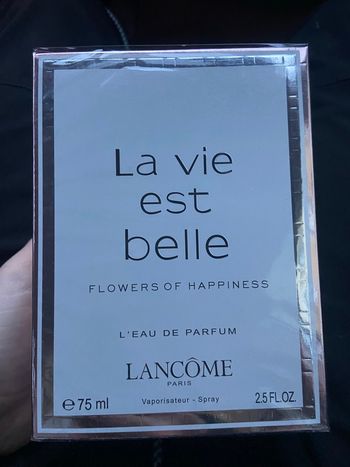 La vie
est
belle
FLOWERS OF HAPPINESS
L'EAU DE PARFUM
LANCÔME
PARIS
℮ 75 ml Vaporisateur - Spray 2.5 FL.OZ.